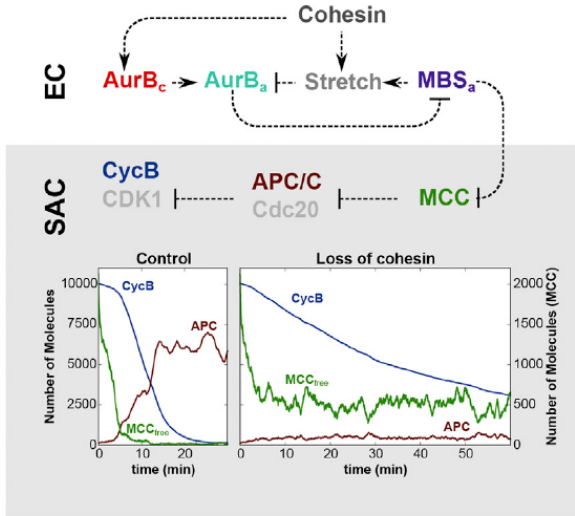 Cohesin
EC
AurBc AurBa Stretch MBSa
SAC
CycB
CDK1
APC/C
Cdc20
MCC
Control
Loss of cohesin
Number of Molecules
10000
7500
5000
2500
0
CycB
APC
MCCfree
0 10 20
time (min)
CycB
MCCfree
APC
0 10 20 30 40 50
time (min)
2000
1500
1000
500
0
Number of Molecules (MCC)